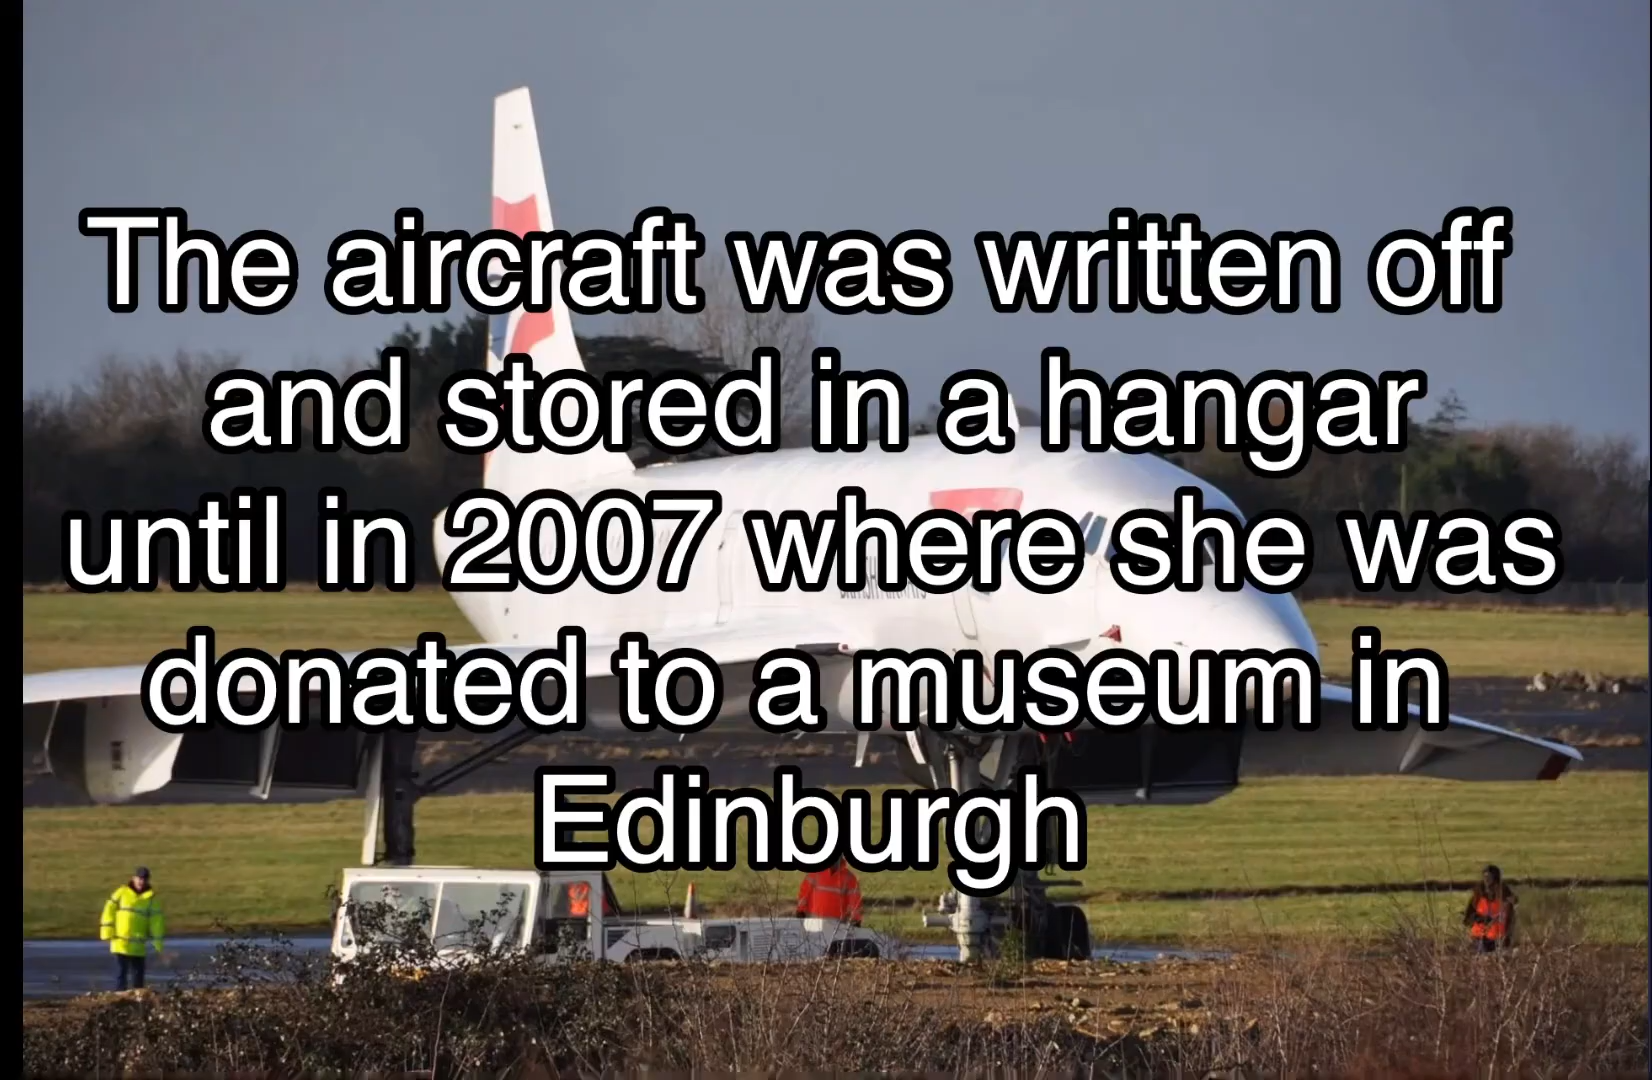 The aircraft was written off
and stored in a hangar
until in 2007 where she was
donated to a museum in
Edinburgh